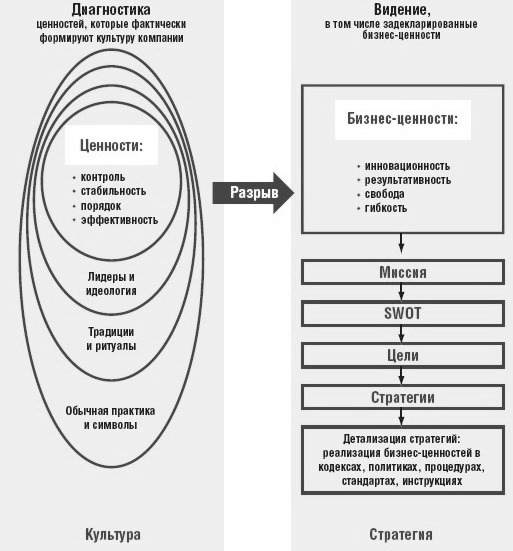 Диагностика
ценностей, которые фактически
формируют культуру компании
Ценности:
• контроль
• стабильность
• порядок
• эффективность
Лидеры и
идеология
Традиции
и ритуалы
Обычная практика
и символы
Культура
Разрыв
Видение,
в том числе задекларированные
бизнес-ценности
Бизнес-ценности:
• инновационность
• результативность
• свобода
• гибкость
Миссия
SWOT
Цели
Стратегии
Детализация стратегий:
реализация бизнес-ценностей в
кодексах, политиках, процедурах,
стандартах, инструкциях
Стратегия